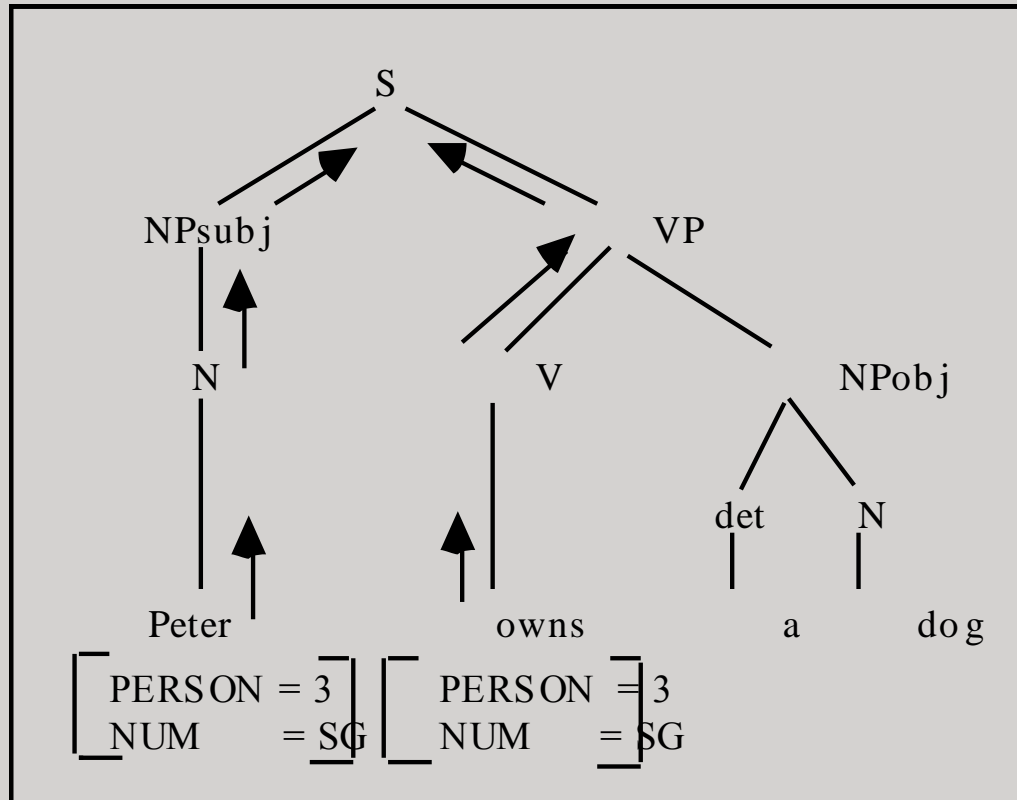 S
NPsubj VP
N V NPobj
det N
Peter owns a dog
PERSON = 3 PERSON = 3
NUM = SG NUM = SG